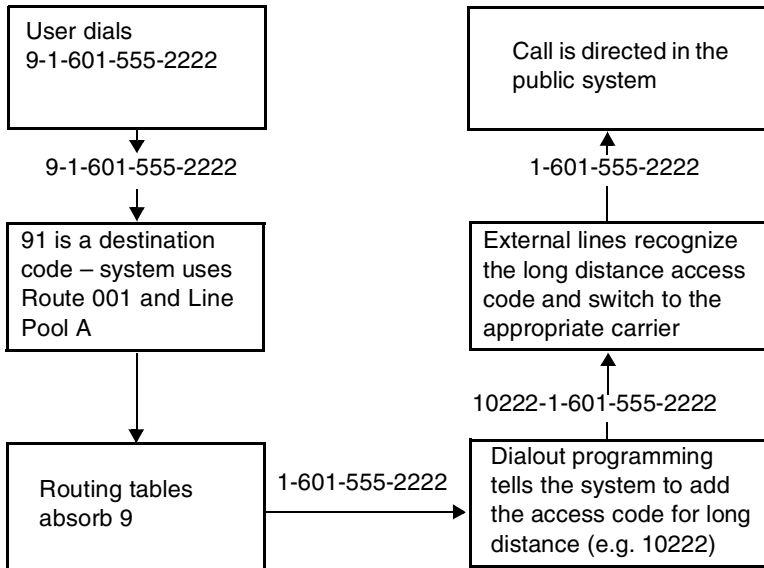 User dials
9-1-601-555-2222
9-1-601-555-2222
91 is a destination
code – system uses
Route 001 and Line
Pool A
Routing tables
absorb 9
1-601-555-2222
Dialout programming
tells the system to add
the access code for long
distance (e.g. 10222)
10222-1-601-555-2222
External lines recognize
the long distance access
code and switch to the
appropriate carrier
1-601-555-2222
Call is directed in the
public system